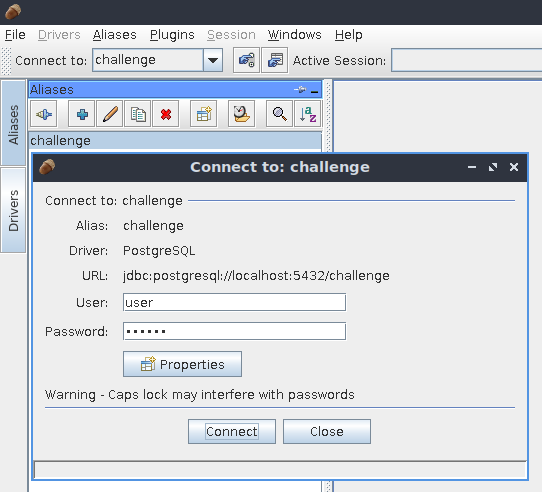 File Drivers Aliases Plugins Session Windows Help
Connect to: challenge Active Session:
Aliases
Aliases
Drivers
challenge
Connect to: challenge
Connect to: challenge
Alias: challenge
Driver: PostgreSQL
URL: jdbc:postgresql://localhost:5432/challenge
User: user
Password: ••••••
Properties
Warning - Caps lock may interfere with passwords
Connect Close